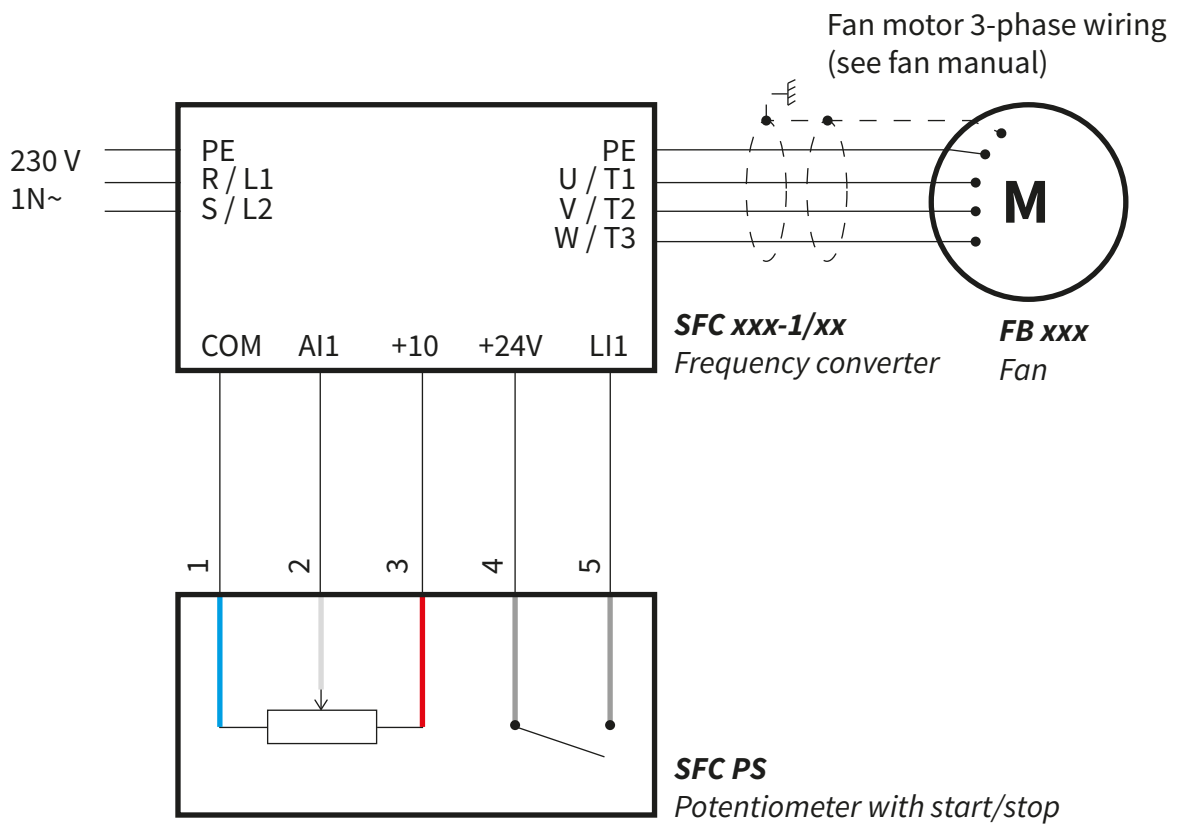 Fan motor 3-phase wiring
(see fan manual)
230 V
1N~
PE
R / L1
S / L2
PE
U / T1
V / T2
W / T3
M
COM AI1 +10 +24V LI1
SFC xxx-1/xx
Frequency converter
FB xxx
Fan
1 2 3 4 5
SFC PS
Potentiometer with start/stop